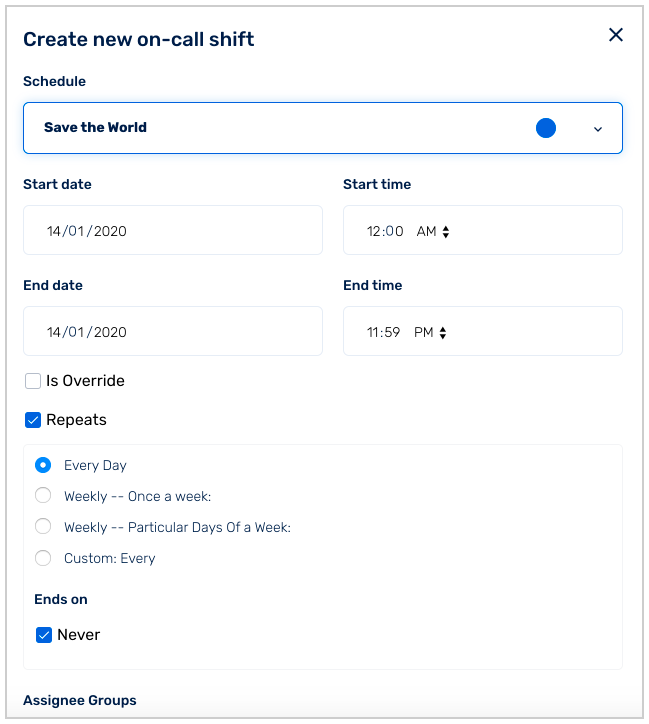 Create new on-call shift
Schedule
Save the World
Start date
Start time
14/01/2020
12:00 AM
End date
End time
14/01/2020
11:59 PM
Is Override
Repeats
Every Day
Weekly -- Once a week:
Weekly -- Particular Days Of a Week:
Custom: Every
Ends on
Never
Assignee Groups